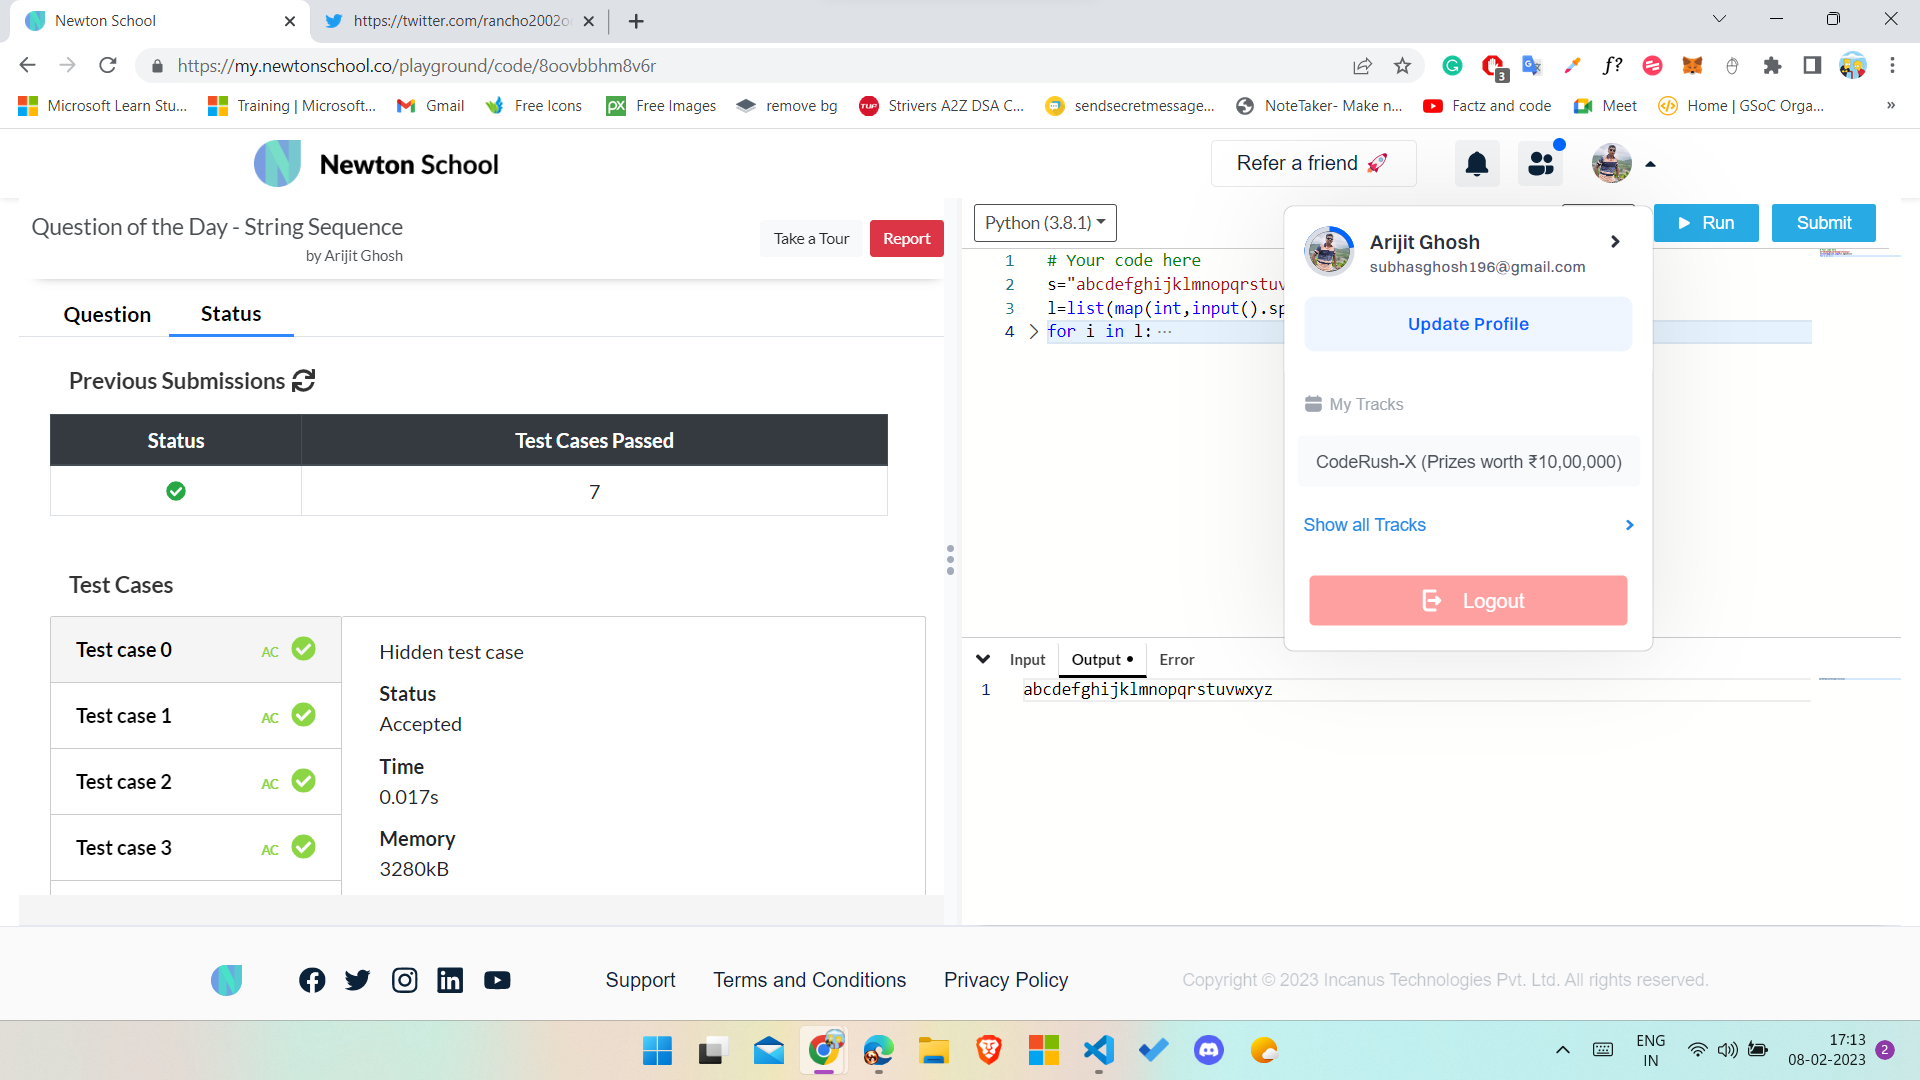 Newton School
https://twitter.com/rancho2002o
https://my.newtonschool.co/playground/code/8oovbbhm8v6r
3
f?
Microsoft Learn Stu...
Training | Microsoft...
Gmail
Free Icons
Free Images
remove bg
Strivers A2Z DSA C...
sendsecretmessage...
NoteTaker- Make n...
Factz and code
Meet
Home | GSoC Orga...
»
Newton School
Refer a friend 🚀
Question of the Day - String Sequence
by Arijit Ghosh
Take a Tour
Report
Python (3.8.1)
Run
Submit
Question
Status
Previous Submissions
Status
Test Cases Passed
7
Test Cases
Test case 0
AC
Test case 1
AC
Test case 2
AC
Test case 3
AC
Hidden test case
Status
Accepted
Time
0.017s
Memory
3280kB
1 # Your code here
2 s="abcdefghijklmnopqrstuv
3 l=list(map(int,input().sp
4 for i in l:...
Arijit Ghosh
subhasghosh196@gmail.com
Update Profile
My Tracks
CodeRush-X (Prizes worth ₹10,00,000)
Show all Tracks
Logout
Input
Output •
Error
1 abcdefghijklmnopqrstuvwxyz
Support
Terms and Conditions
Privacy Policy
Copyright © 2023 Incanus Technologies Pvt. Ltd. All rights reserved.
ENG
IN
17:13
08-02-2023
2